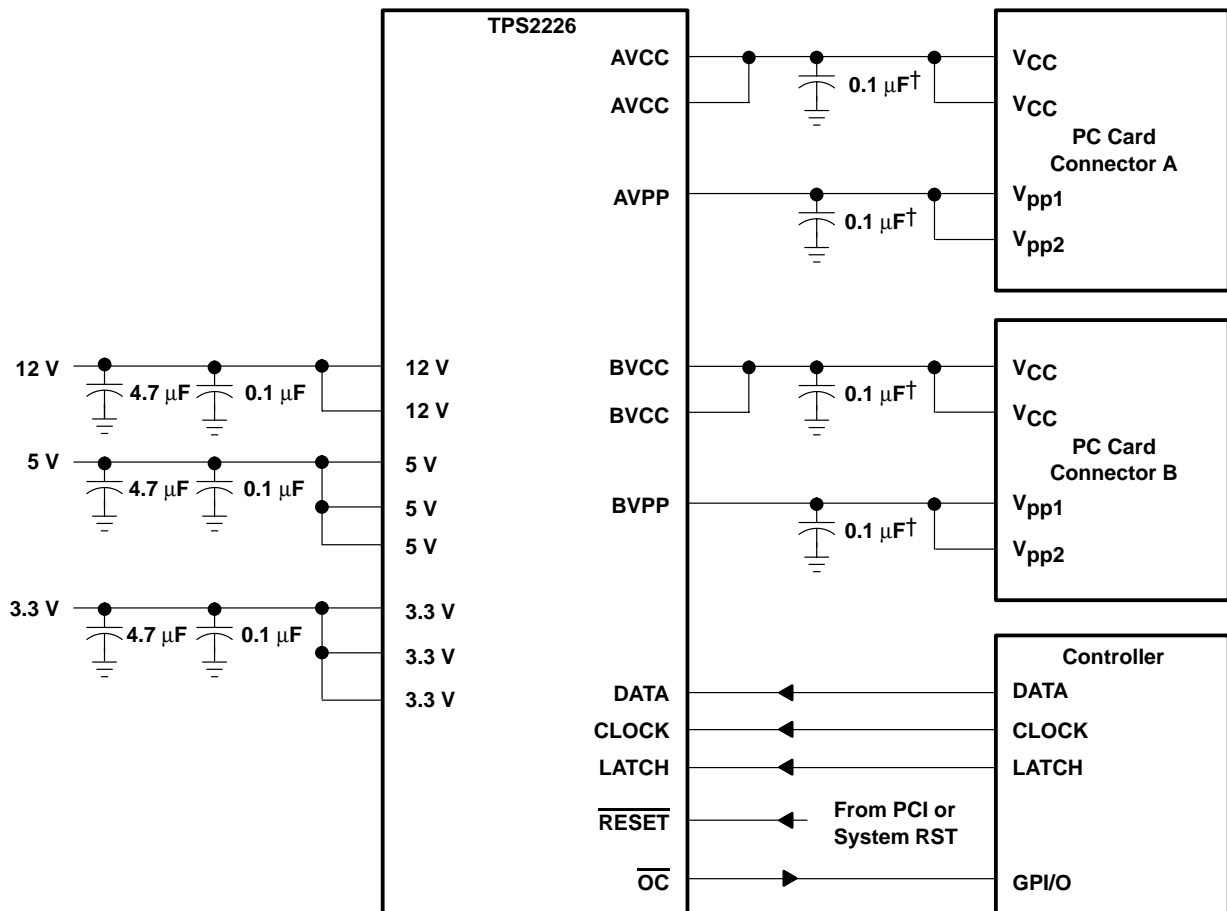 TPS2226
AVCC
AVCC
AVPP
BVCC
BVCC
BVPP
DATA
CLOCK
LATCH
RESET
OC
12 V
4.7 μF
0.1 μF
12 V
12 V
5 V
4.7 μF
0.1 μF
5 V
5 V
5 V
3.3 V
4.7 μF
0.1 μF
3.3 V
3.3 V
3.3 V
0.1 μF†
0.1 μF†
0.1 μF†
0.1 μF†
VCC
VCC
PC Card
Connector A
Vpp1
Vpp2
VCC
VCC
PC Card
Connector B
Vpp1
Vpp2
Controller
DATA
CLOCK
LATCH
From PCI or
System RST
GPI/O